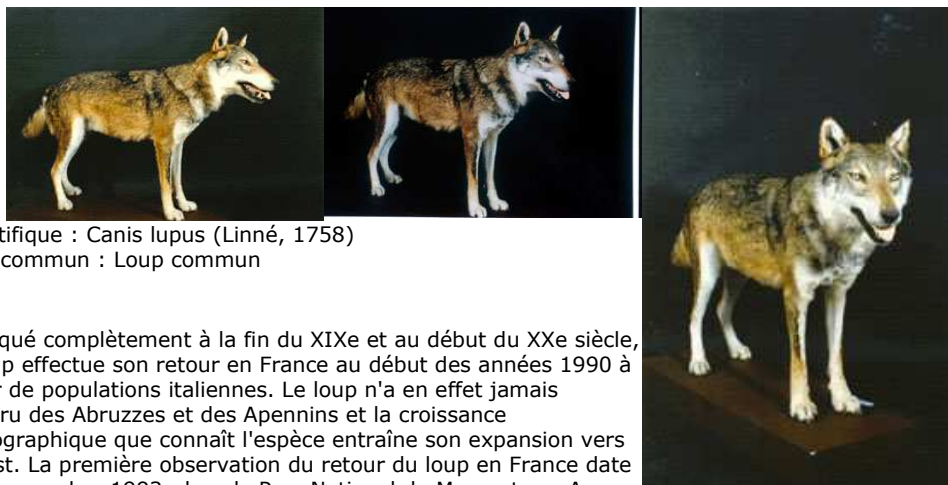 tifique : Canis lupus (Linné, 1758)
commun : Loup commun
qué complètement à la fin du XIXe et au début du XXe siècle,
p effectue son retour en France au début des années 1990 à
r de populations italiennes. Le loup n'a en effet jamais
ru des Abruzzes et des Apennins et la croissance
ographique que connaît l'espèce entraîne son expansion vers
st. La première observation du retour du loup en France date